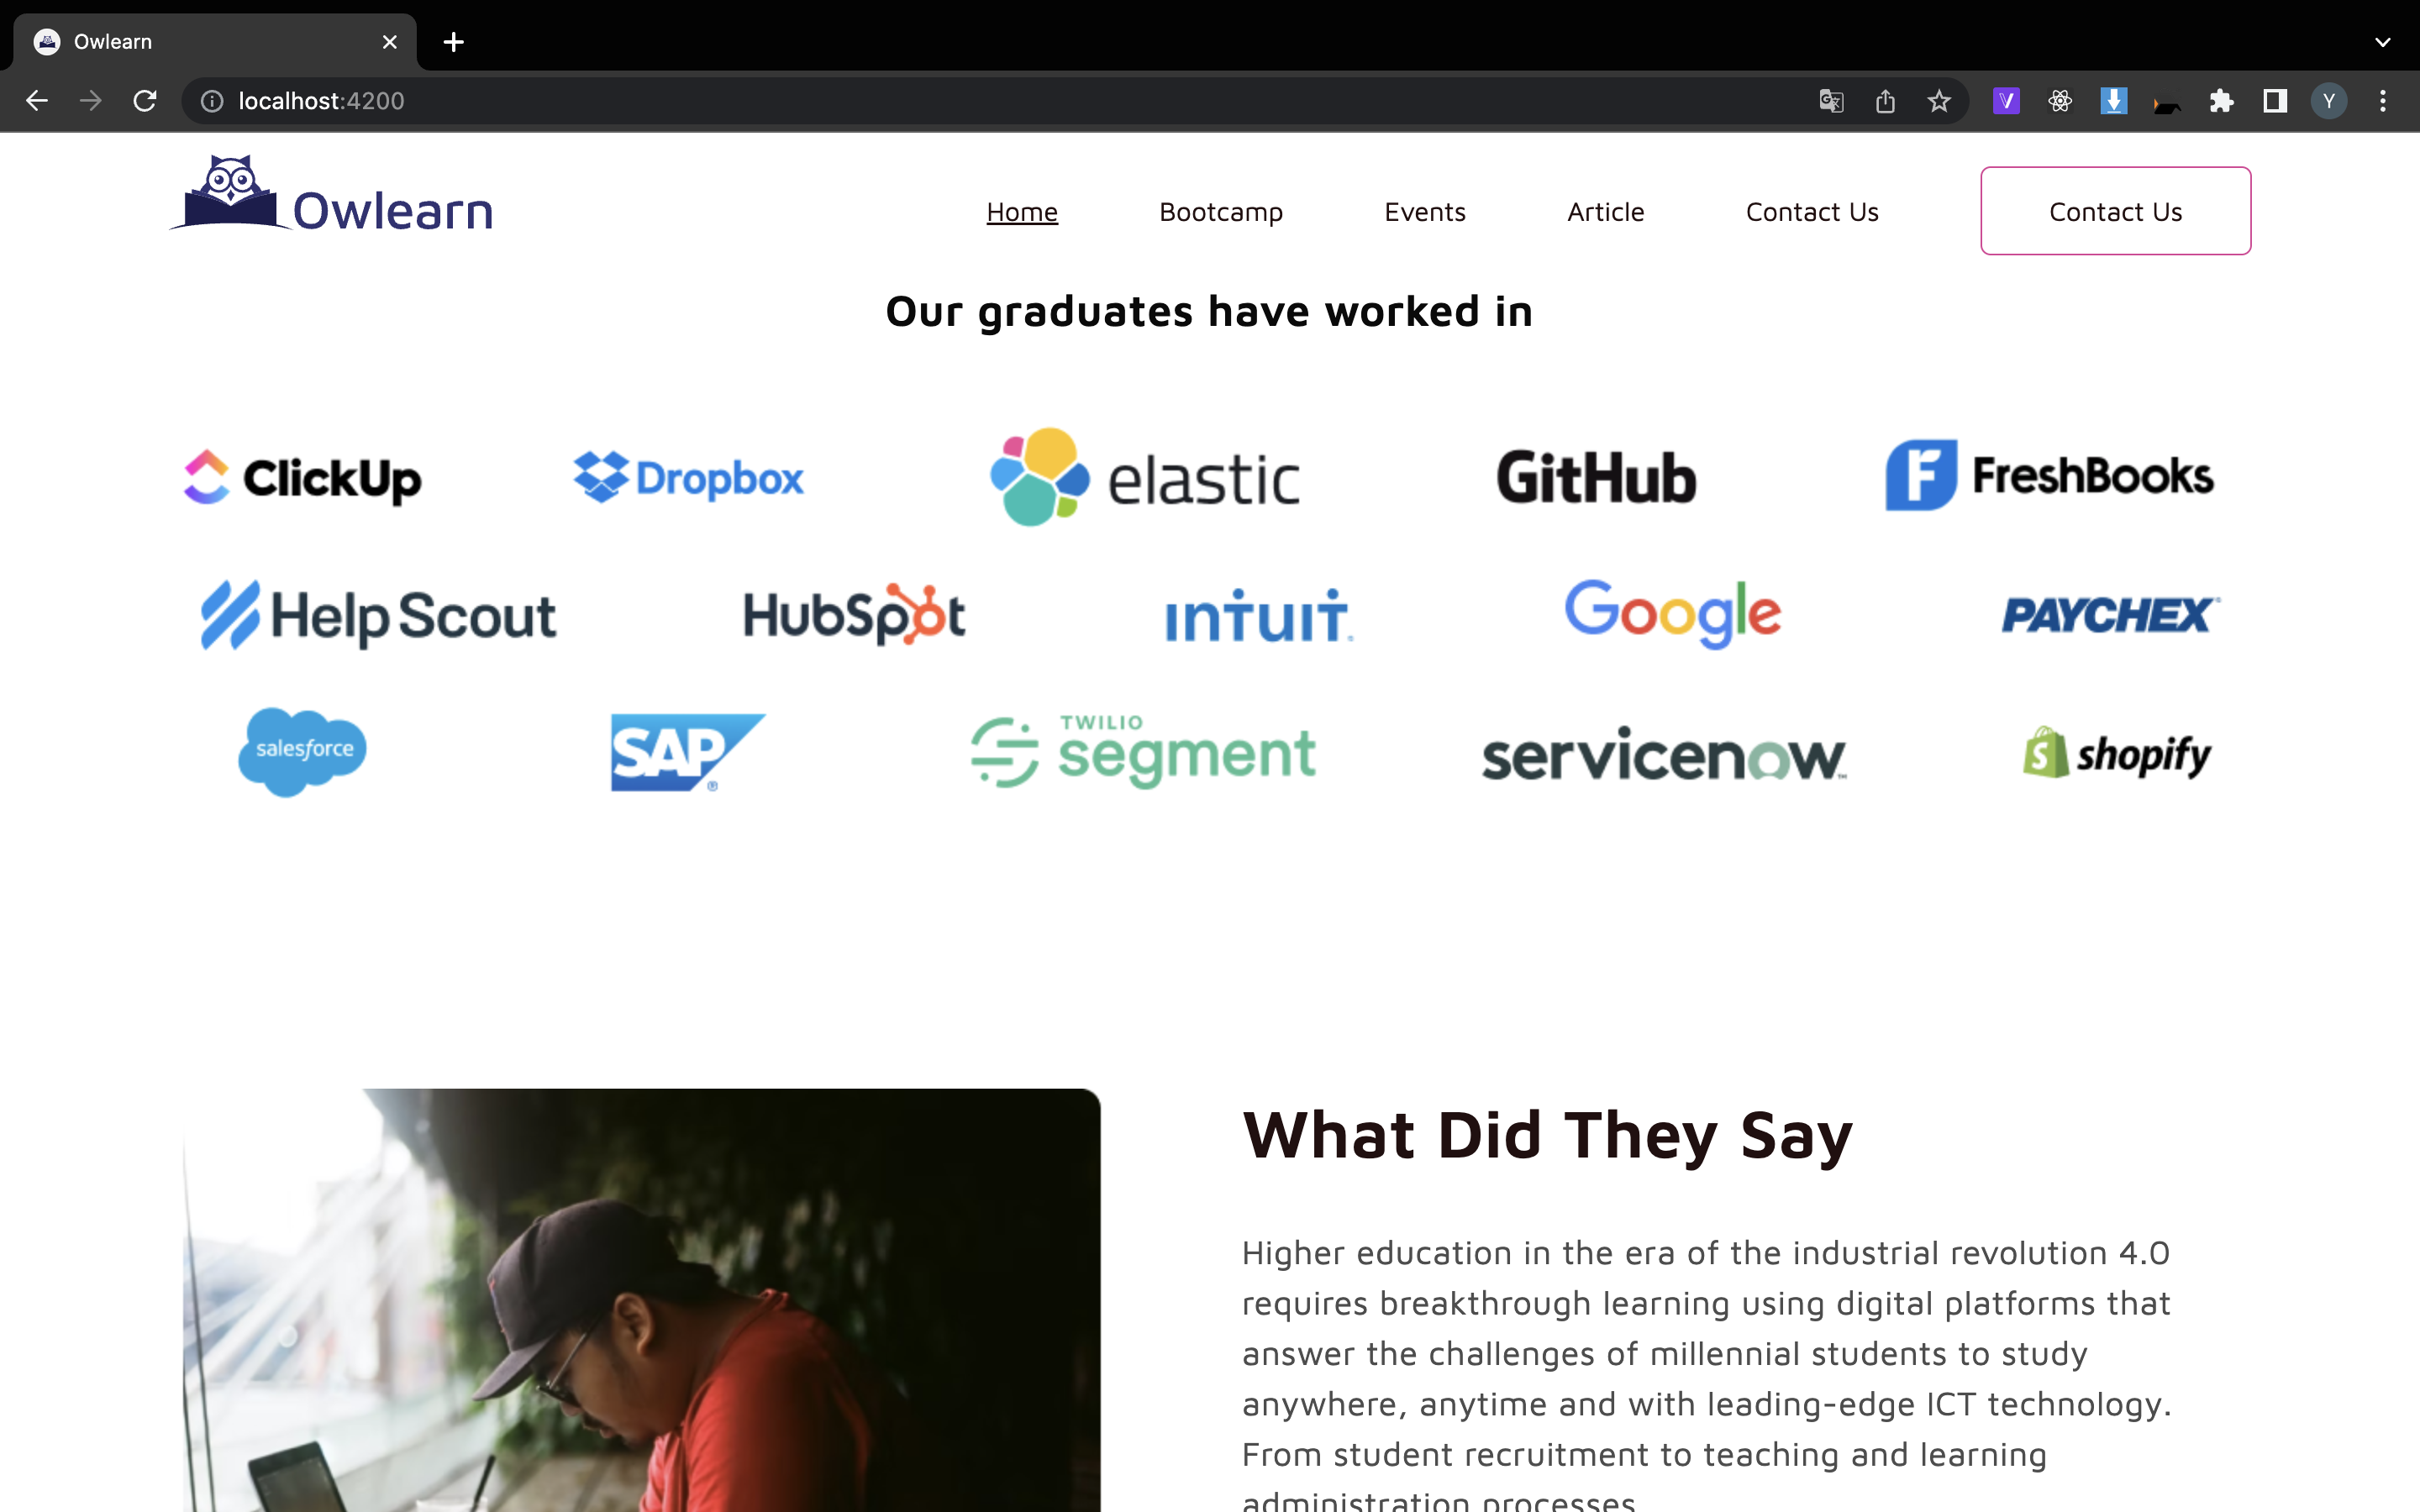 Owlearn
localhost:4200
Y
Owlearn
Home Bootcamp Events Article Contact Us Contact Us
Our graduates have worked in
ClickUp Dropbox elastic GitHub FreshBooks
Help Scout HubSpot intuit Google PAYCHEX
salesforce SAP TWILIO segment servicenow shopify
What Did They Say
Higher education in the era of the industrial revolution 4.0
requires breakthrough learning using digital platforms that
answer the challenges of millennial students to study
anywhere, anytime and with leading-edge ICT technology.
From student recruitment to teaching and learning
administration processes